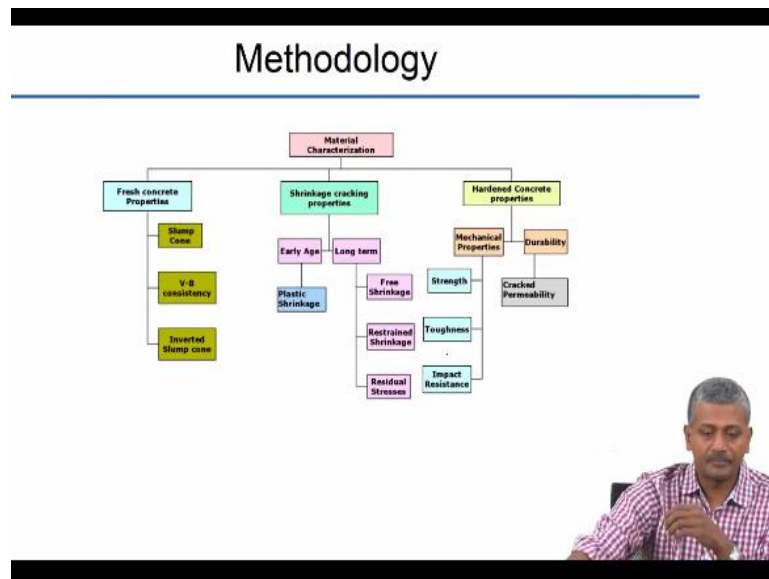 Methodology
Material
Characterization
Fresh concrete
Properties
Shrinkage cracking
properties
Hardened Concrete
properties
Slump
Cone
V-B
consistency
Inverted
Slump cone
Early Age
Long term
Plastic
Shrinkage
Free
Shrinkage
Restrained
Shrinkage
Residual
Stresses
Mechanical
Properties
Durability
Strength
Toughness
Impact
Resistance
Cracked
Permeability